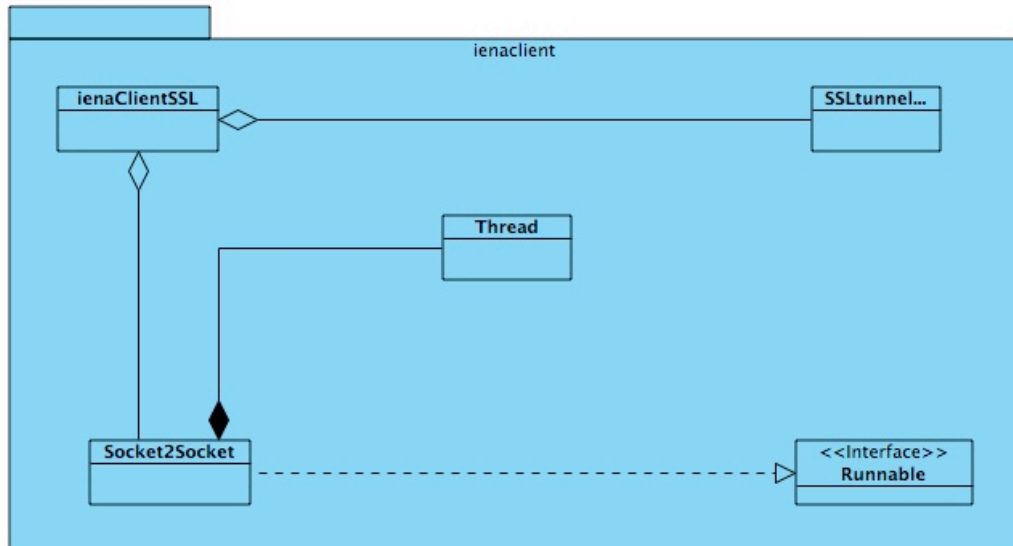 ienaclient
ienaClientSSL
SSLtunnel...
Thread
Socket2Socket
<<Interface>>
Runnable